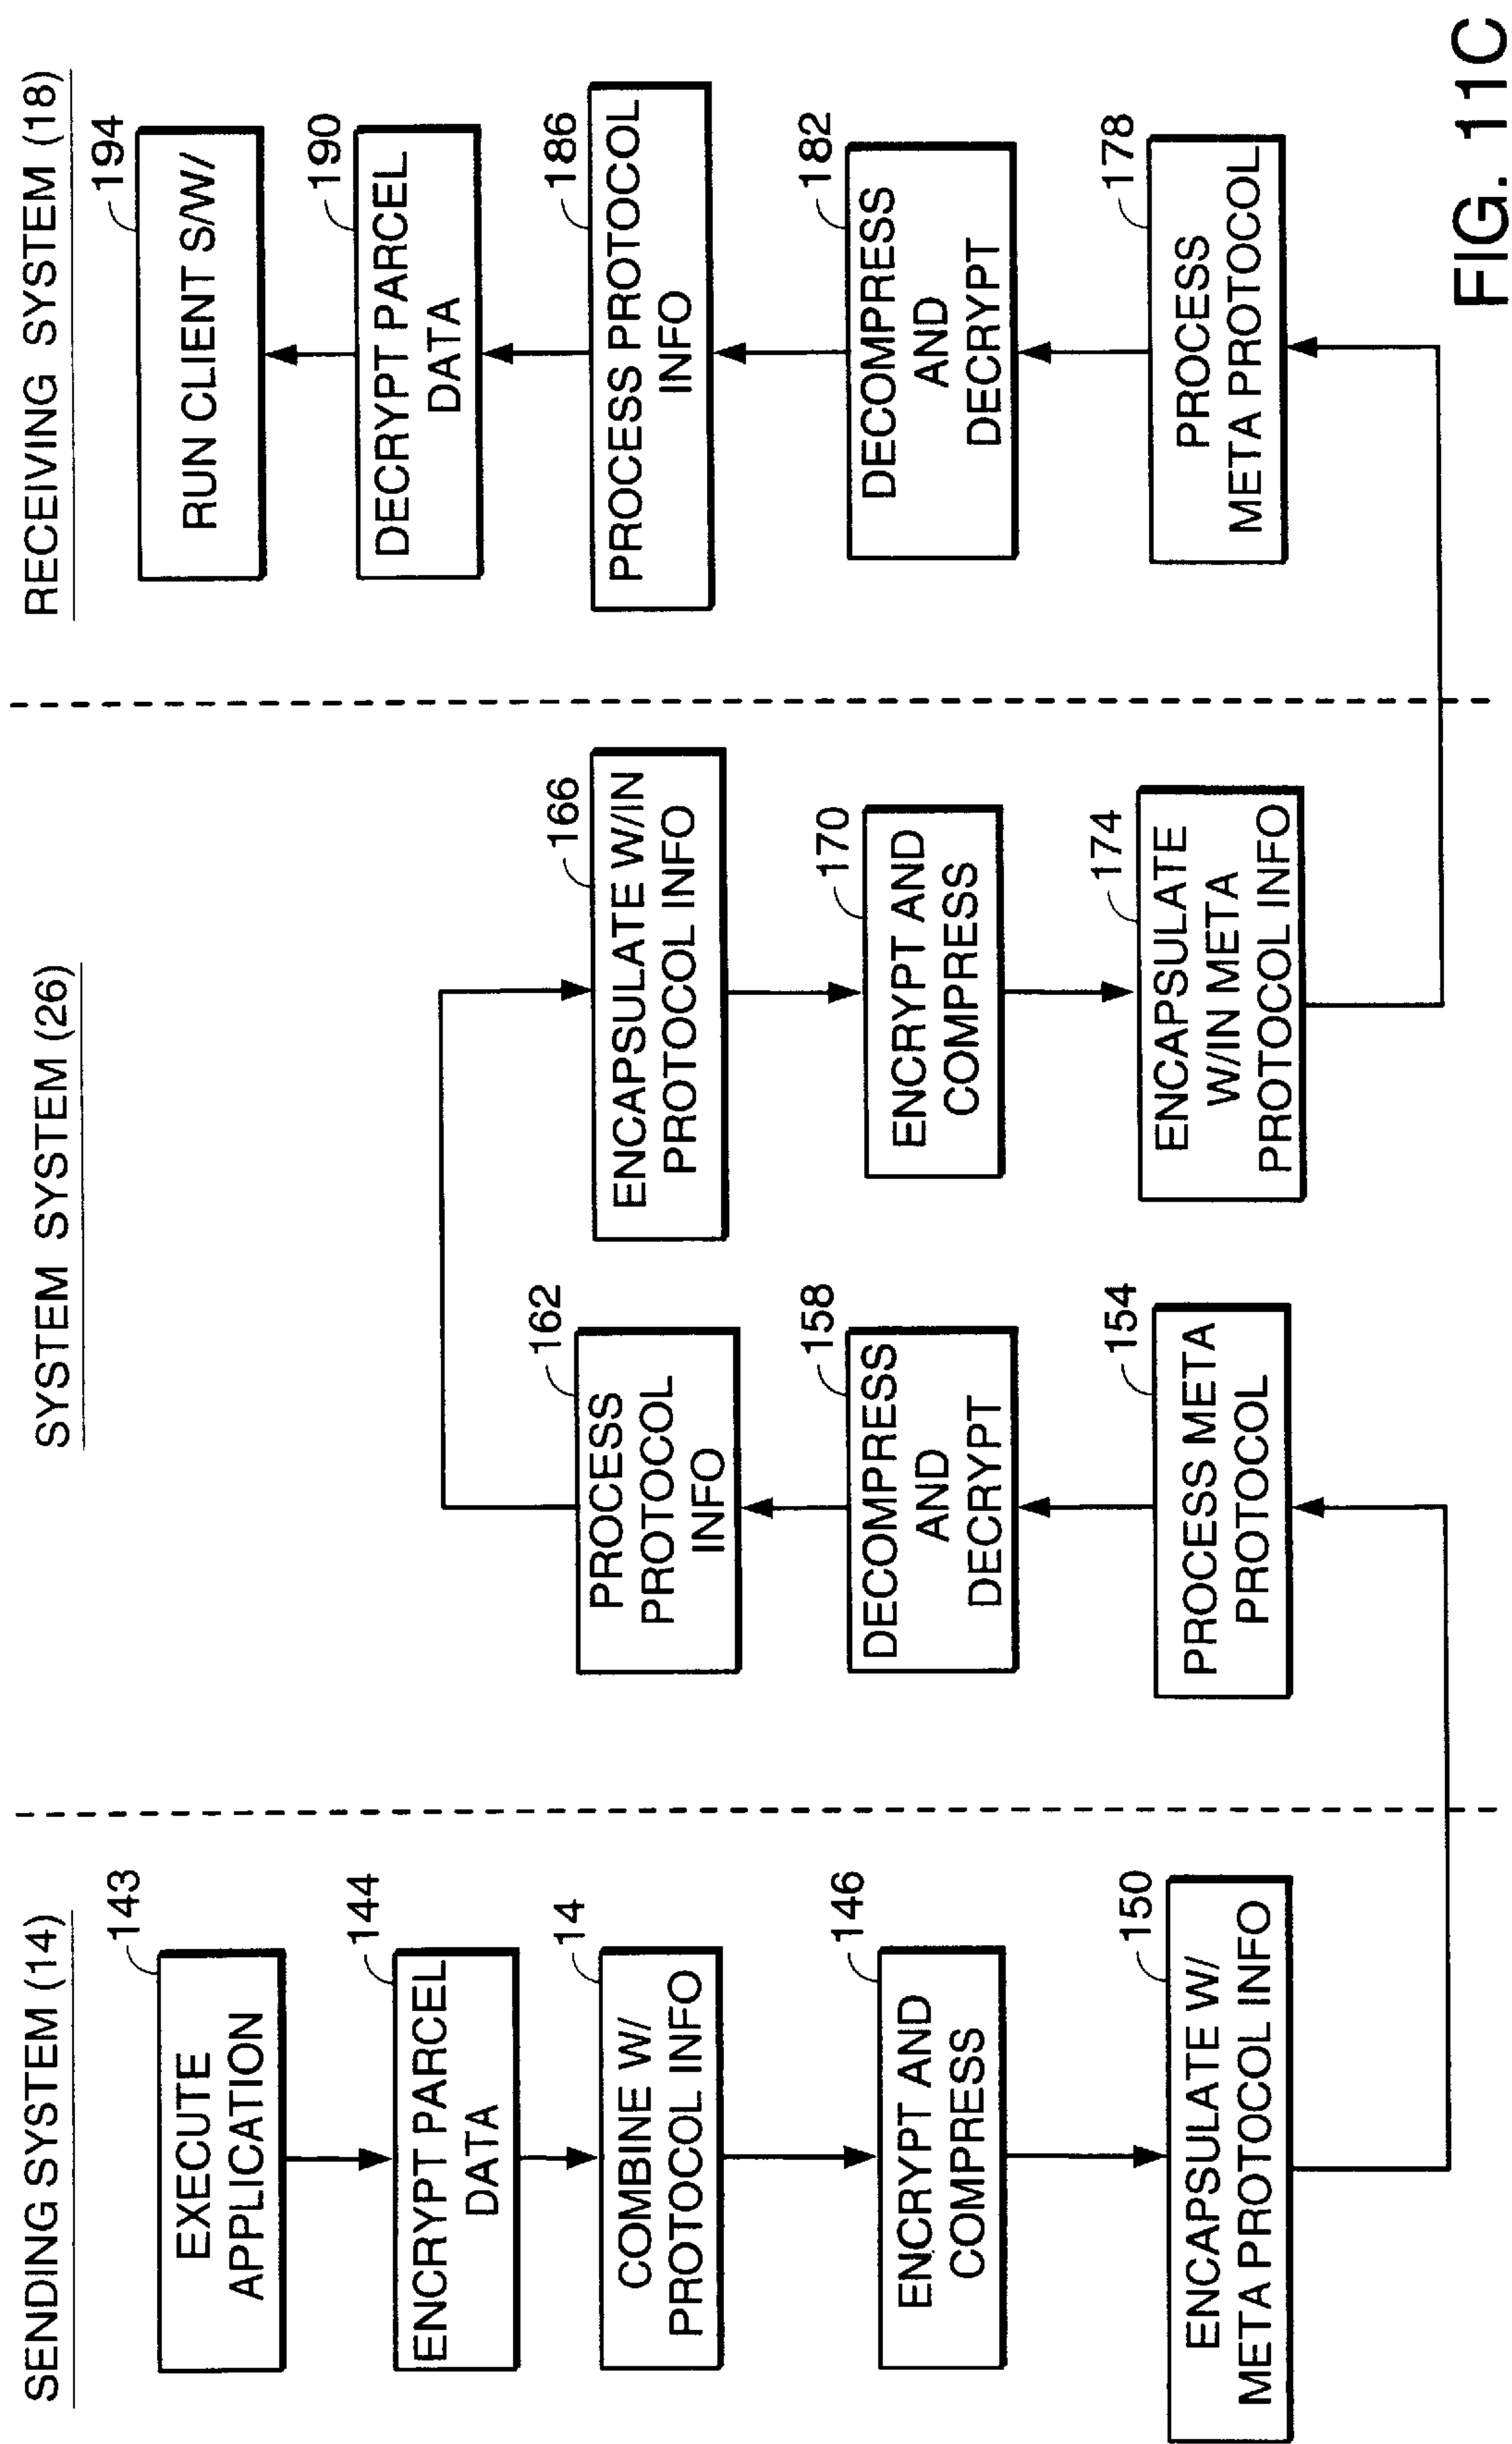 SENDING SYSTEM (14)
143
EXECUTE
APPLICATION
144
ENCRYPT PARCEL
DATA
14
COMBINE W/
PROTOCOL INFO
146
ENCRYPT AND
COMPRESS
150
ENCAPSULATE W/
META PROTOCOL INFO
SYSTEM SYSTEM (26)
162
PROCESS
PROTOCOL
INFO
158
DECOMPRESS
AND
DECRYPT
154
PROCESS META
PROTOCOL
166
ENCAPSULATE W/IN
PROTOCOL INFO
170
ENCRYPT AND
COMPRESS
174
ENCAPSULATE
W/IN META
PROTOCOL INFO
RECEIVING SYSTEM (18)
194
RUN CLIENT S/W/
190
DECRYPT PARCEL
DATA
186
PROCESS PROTOCOL
INFO
182
DECOMPRESS
AND
DECRYPT
178
PROCESS
META PROTOCOL
FIG. 11C